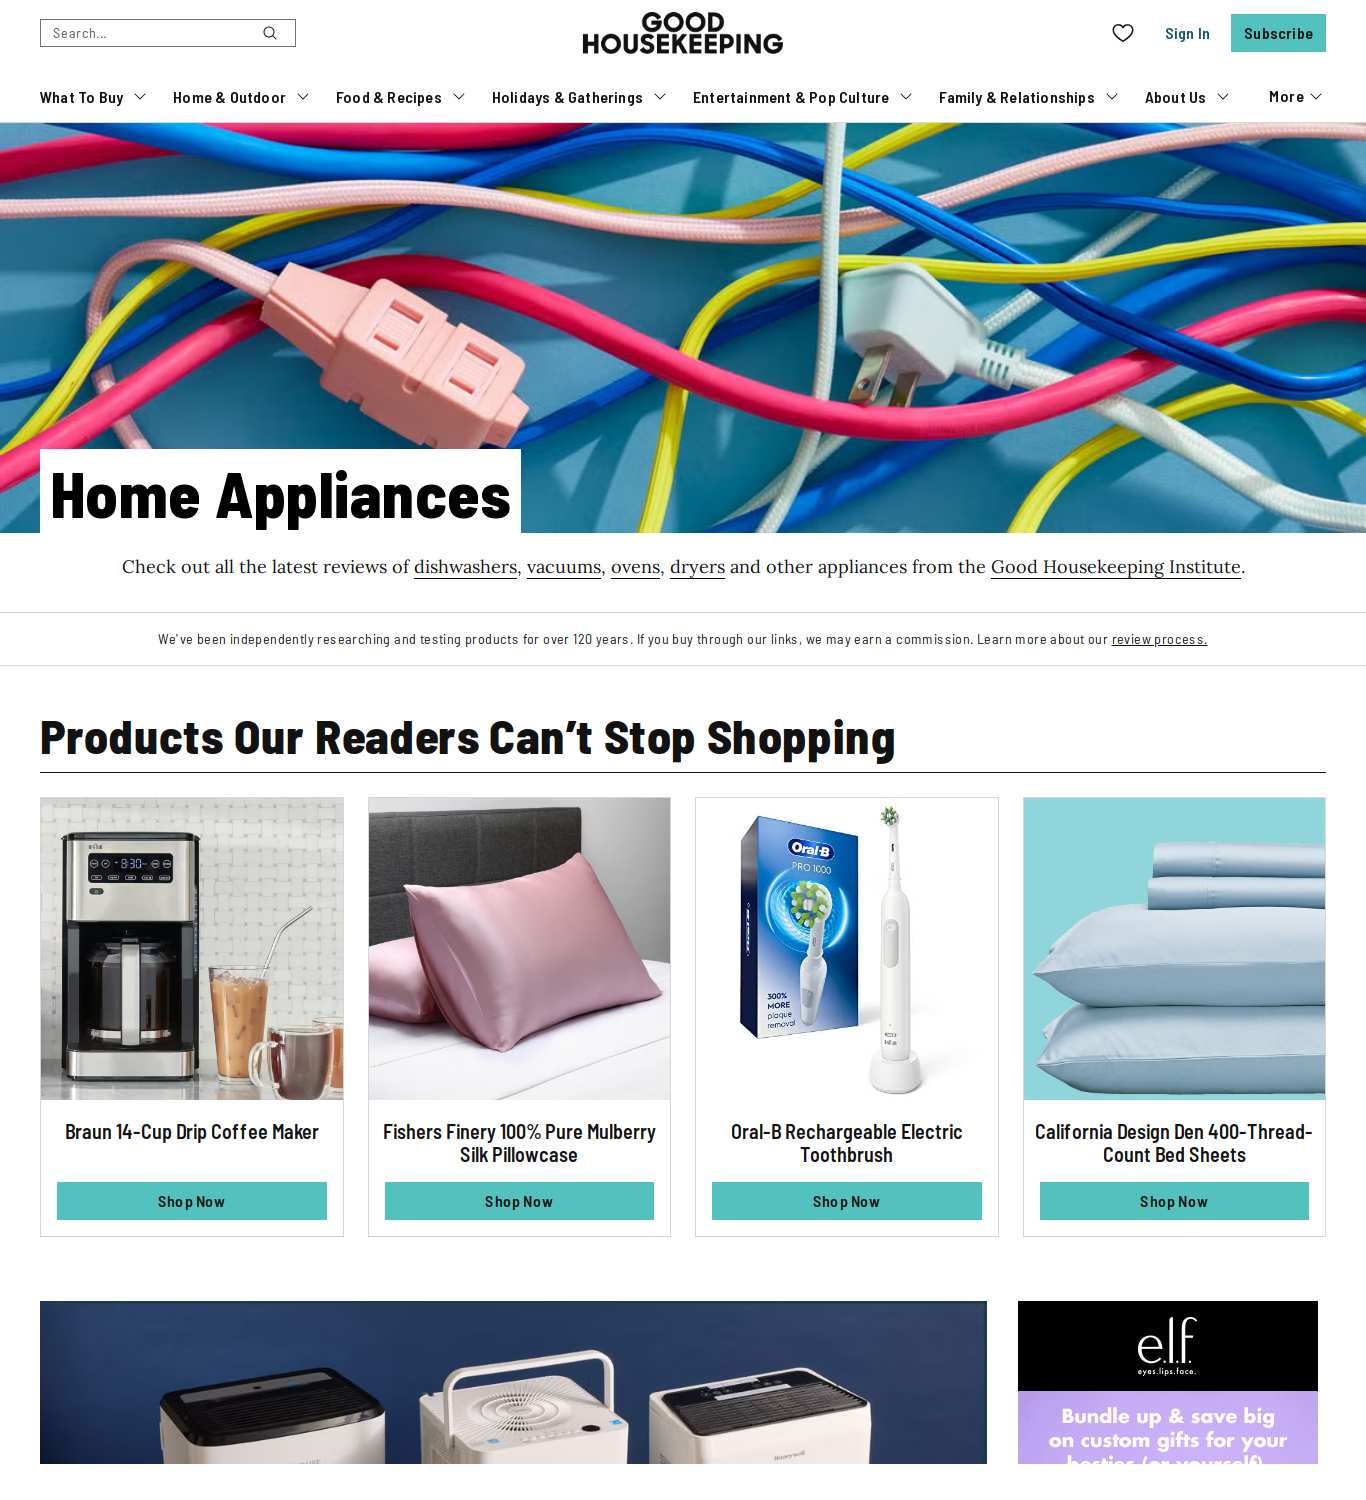 Search...
GOOD
HOUSEKEEPING
Sign In
Subscribe
What To Buy
Home & Outdoor
Food & Recipes
Holidays & Gatherings
Entertainment & Pop Culture
Family & Relationships
About Us
More
Home Appliances
Check out all the latest reviews of dishwashers, vacuums, ovens, dryers and other appliances from the Good Housekeeping Institute.
We've been independently researching and testing products for over 120 years. If you buy through our links, we may earn a commission. Learn more about our review process.
Products Our Readers Can’t Stop Shopping
8:30
Oral-B
PRO 1000
300%
MORE
plaque
removal
Braun 14-Cup Drip Coffee Maker
Fishers Finery 100% Pure Mulberry
Silk Pillowcase
Oral-B Rechargeable Electric
Toothbrush
California Design Den 400-Thread-
Count Bed Sheets
Shop Now
Shop Now
Shop Now
Shop Now
Honeywell
e.l.f
eyes.lips.face.
Bundle up & save big
on custom gifts for your
besties (or yourself)